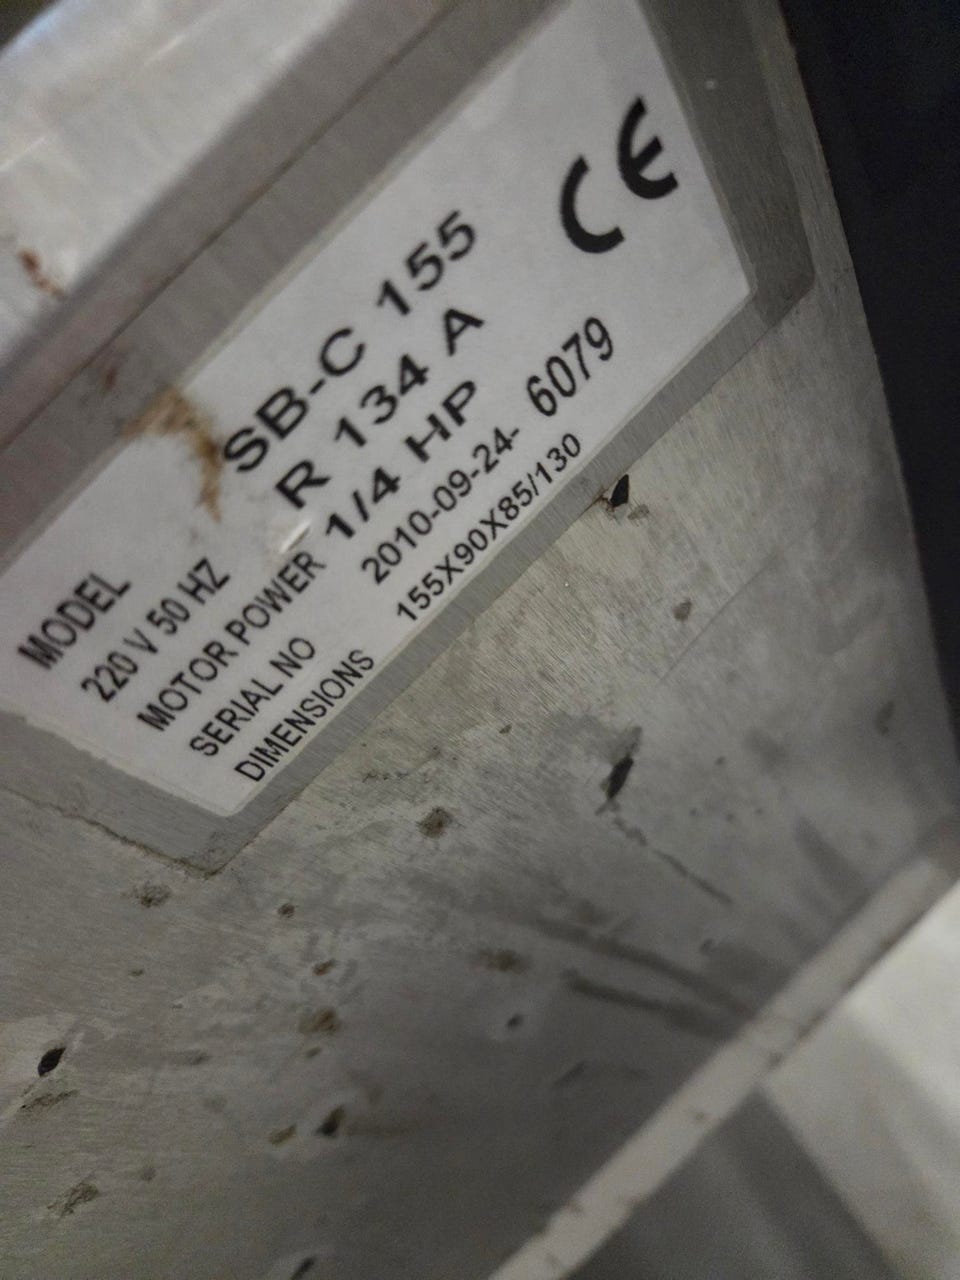 CE
MODEL SB-C 155
220 V 50 HZ R 134 A
MOTOR POWER 1/4 HP
SERIAL NO 2010-09-24- 6079
DIMENSIONS 155X90X85/130